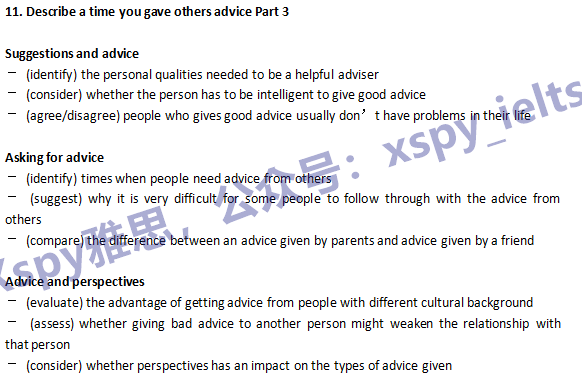 11. Describe a time you gave others advice Part 3
Suggestions and advice
— (identify) the personal qualities needed to be a helpful adviser
— (consider) whether the person has to be intelligent to give good advice
— (agree/disagree) people who gives good advice usually don’t have problems in their life
Asking for advice
— (identify) times when people need advice from others
— (suggest) why it is very difficult for some people to follow through with the advice from
others
— (compare) the difference between an advice given by parents and advice given by a friend
Advice and perspectives
— (evaluate) the advantage of getting advice from people with different cultural background
— (assess) whether giving bad advice to another person might weaken the relationship with
that person
— (consider) whether perspectives has an impact on the types of advice given
xspy雅思，公众号：xspy_ielts